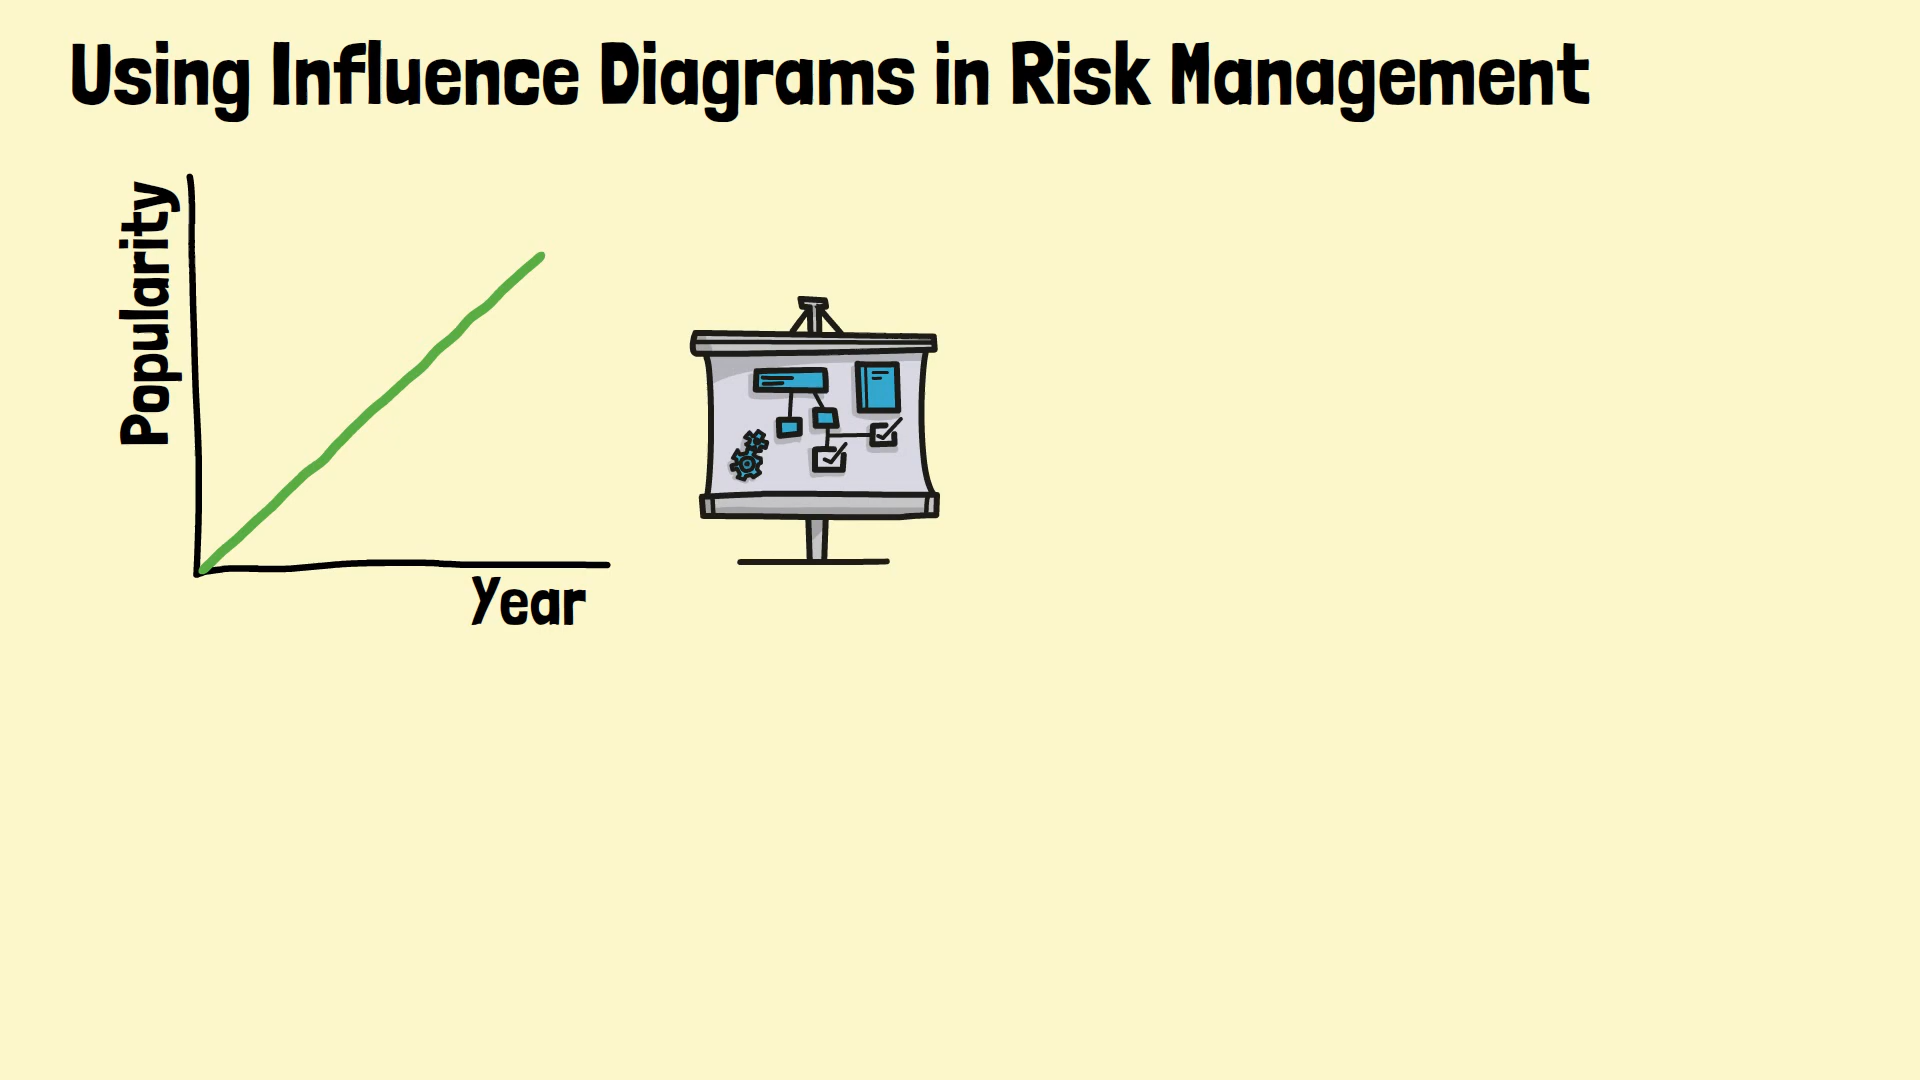 Using Influence Diagrams in Risk Management
Popularity
Year